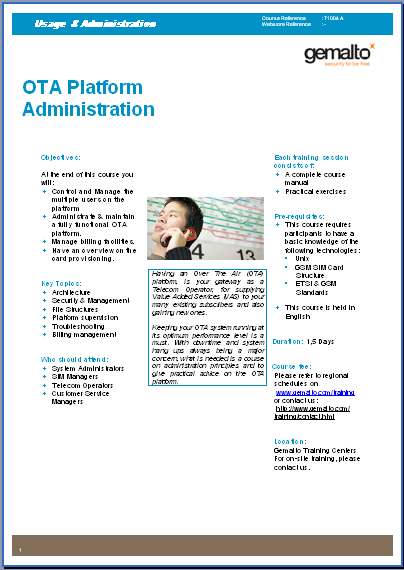 Usage & Administration
Course Reference : T1004-A
Webscore Reference : -
gemalto
security to be free
OTA Platform
Administration
Objectives:
At the end of this course you
will:
Control and Manage the
multiple users on the
platform
Administrate & maintain
a fully functional OTA
platform.
Manage billing facilities.
Have an overview on the
card provisioning.
Key Topics:
Architecture
Security & Management
File Structures
Platform supervision
Troubleshooting
Billing management
Who should attend:
System Administrators
SIM Managers
Telecom Operators
Customer Service
Managers
4 13
Having an Over The Air (OTA)
platform, is your gateway as a
Telecom Operator, for supplying
Value Added Services (VAS) to your
many existing subscribers and also
gaining new ones.
Keeping your OTA system running at
its optimum performance level is a
must. With downtime and system
hang ups always being a major
concern, what is needed is a course
on administration principles and to
give practical advice on the OTA
platform.
Each training session
consists of:
A complete course
manual
Practical exercises
Pre-requisites:
This course requires
participants to have a
basic knowledge of the
following technologies:
Unix
GSM SIM Card
Structure
ETSI & GSM
Standards
This course is held in
English
Duration: 1,5 Days
Course fee:
Please refer to regional
schedules on
www.gemalto.com/training
or contact us:
http://www.gemalto.com/
training/contact.html
Location:
Gemalto Training Centers
For on-site training, please
contact us.
1